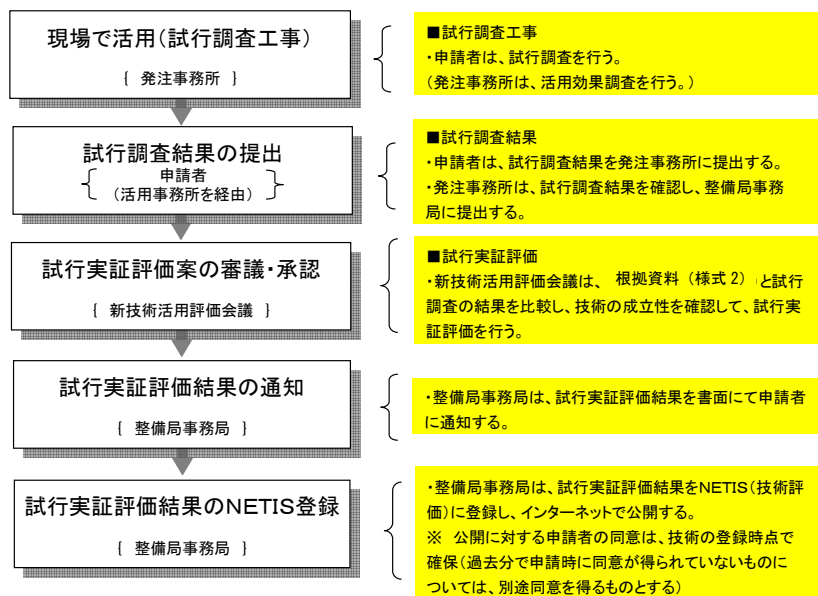 現場で活用(試行調査工事)
{ 発注事務所 }
■試行調査工事
・申請者は、試行調査を行う。
(発注事務所は、活用効果調査を行う。)
試行調査結果の提出
申請者
(活用事務所を経由)
■試行調査結果
・申請者は、試行調査結果を発注事務所に提出する。
・発注事務所は、試行調査結果を確認し、整備局事務
局に提出する。
試行実証評価案の審議・承認
{ 新技術活用評価会議 }
■試行実証評価
・新技術活用評価会議は、 根拠資料(様式2) と試行
調査の結果を比較し、技術の成立性を確認して、試行実
証評価を行う。
試行実証評価結果の通知
{ 整備局事務局 }
・整備局事務局は、試行実証評価結果を書面にて申請者
に通知する。
試行実証評価結果のNETIS登録
{ 整備局事務局 }
・整備局事務局は、試行実証評価結果をNETIS(技術評
価)に登録し、インターネットで公開する。
※ 公開に対する申請者の同意は、技術の登録時点で
確保(過去分で申請時に同意が得られていないものに
ついては、別途同意を得るものとする)